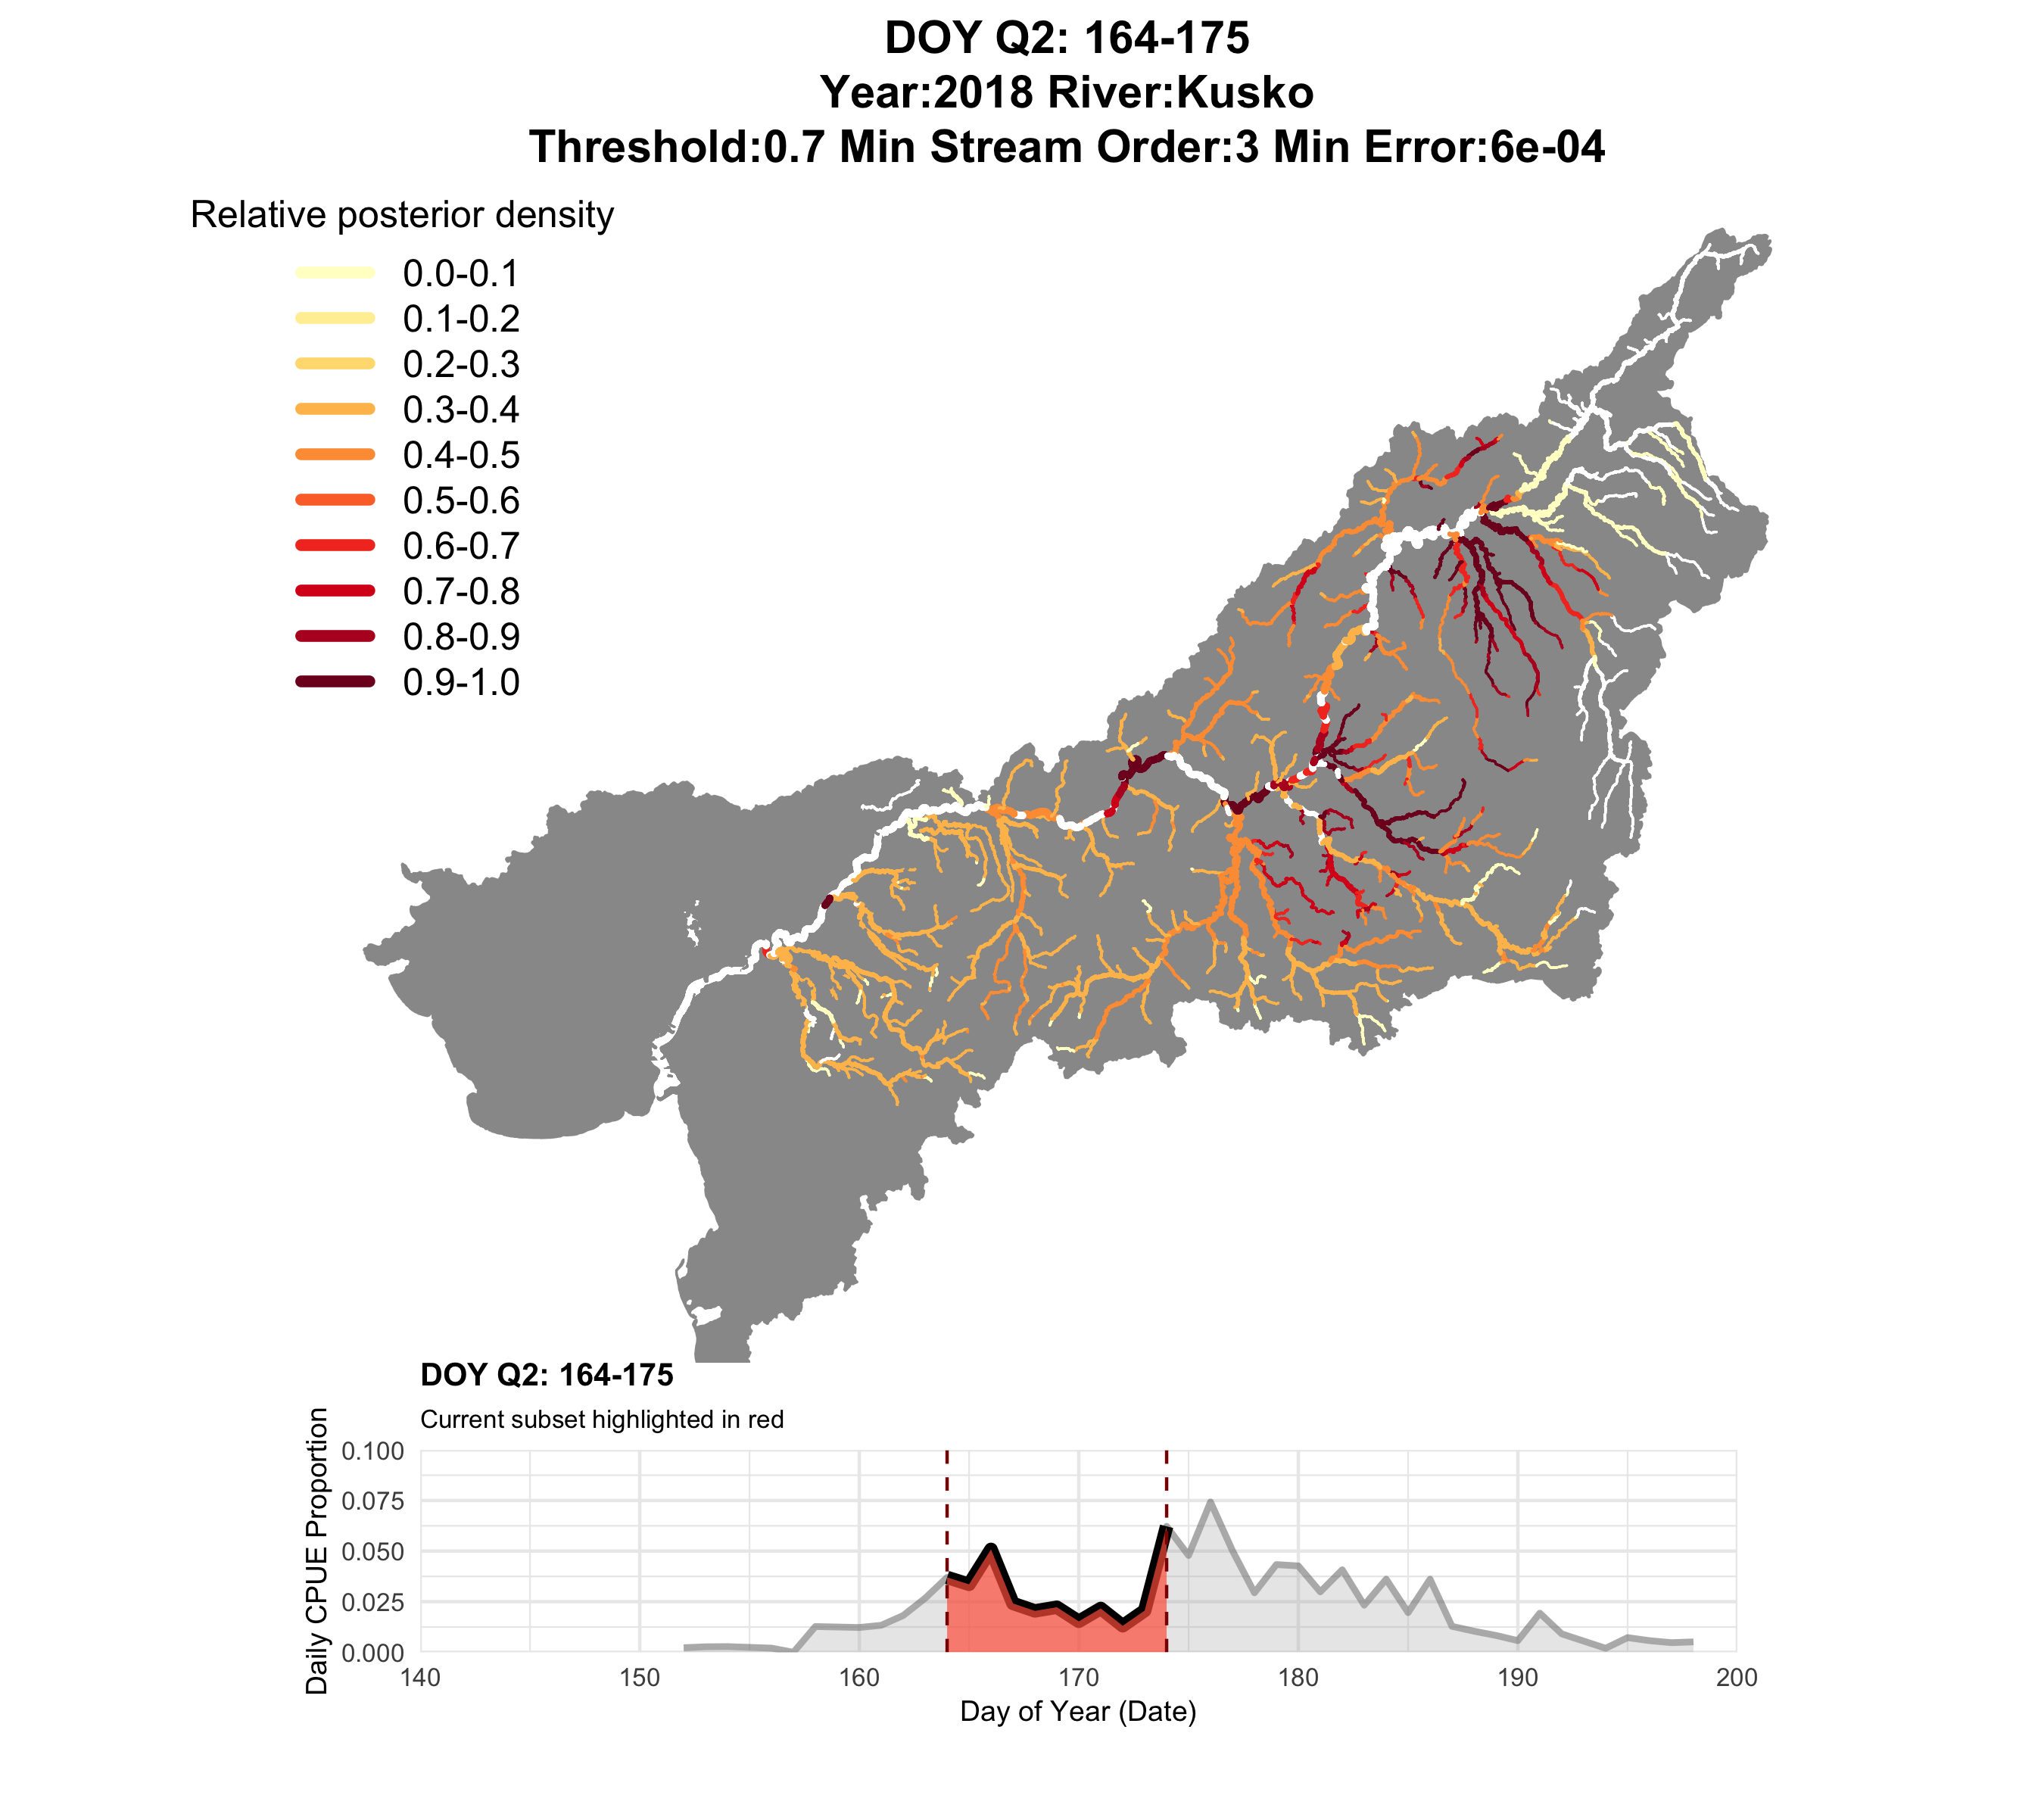 DOY Q2: 164-175
Year:2018 River:Kusko
Threshold:0.7 Min Stream Order:3 Min Error:6e-04
Relative posterior density
0.0-0.1
0.1-0.2
0.2-0.3
0.3-0.4
0.4-0.5
0.5-0.6
0.6-0.7
0.7-0.8
0.8-0.9
0.9-1.0
DOY Q2: 164-175
Current subset highlighted in red
Daily CPUE Proportion
0.100
0.075
0.050
0.025
0.000
140 150 160 170 180 190 200
Day of Year (Date)